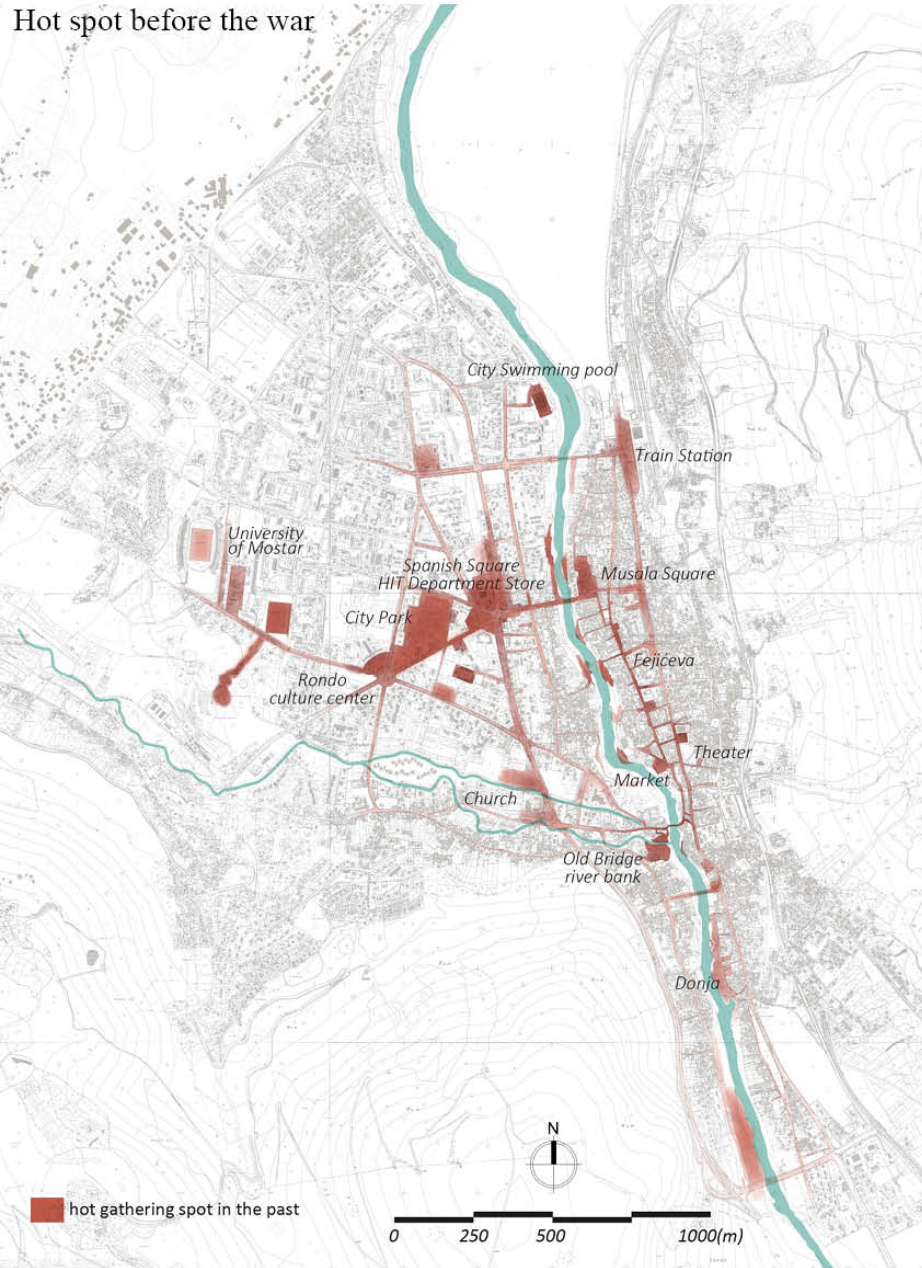 Hot spot before the war
City Swimming pool
Train Station
University
of Mostar
Spanish Square
HIT Department Store
Musala Square
City Park
Fejićeva
Rondo
culture center
Theater
Market
Church
Old Bridge
river bank
Donja
N
hot gathering spot in the past
0 250 500 1000(m)